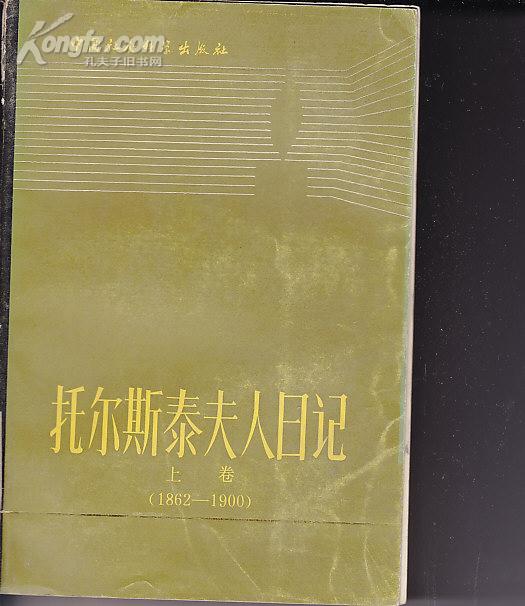 Kongfz.com
出版社
孔夫子旧书网
托尔斯泰夫人日记
上 卷
(1862—1900)